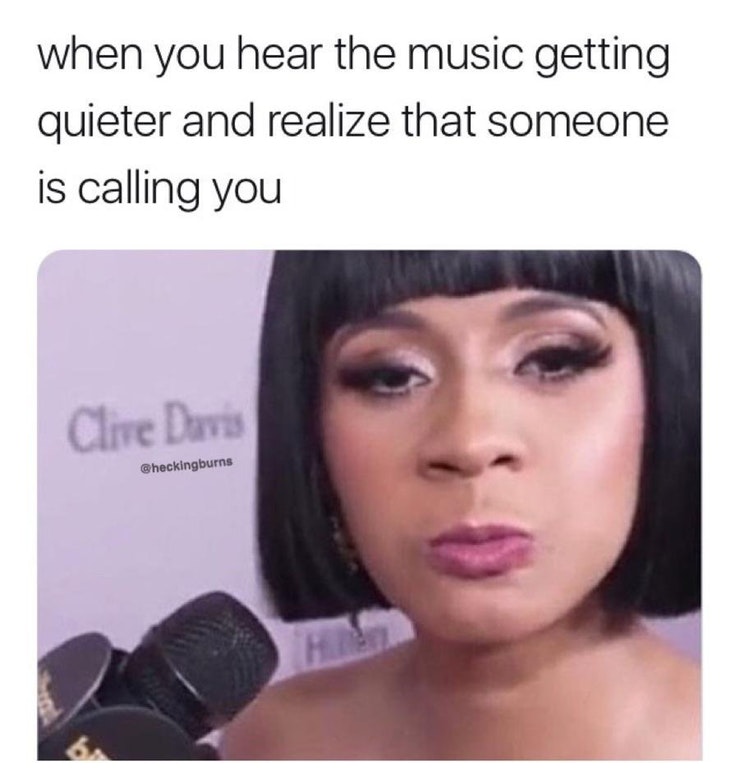 when you hear the music getting
quieter and realize that someone
is calling you
Clive Davis
@heckingburns